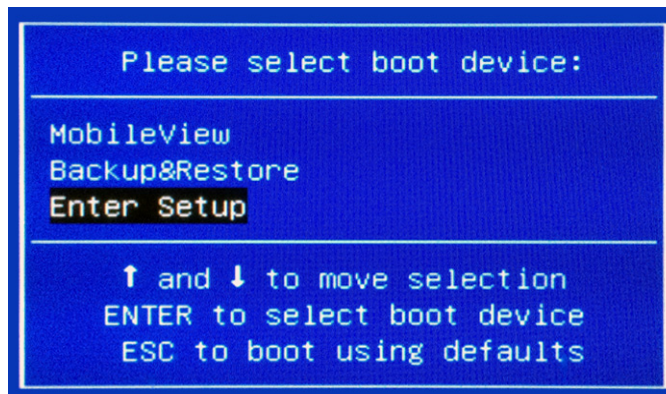 Please select boot device:
MobileView
Backup&Restore
Enter Setup
↑ and ↓ to move selection
ENTER to select boot device
ESC to boot using defaults